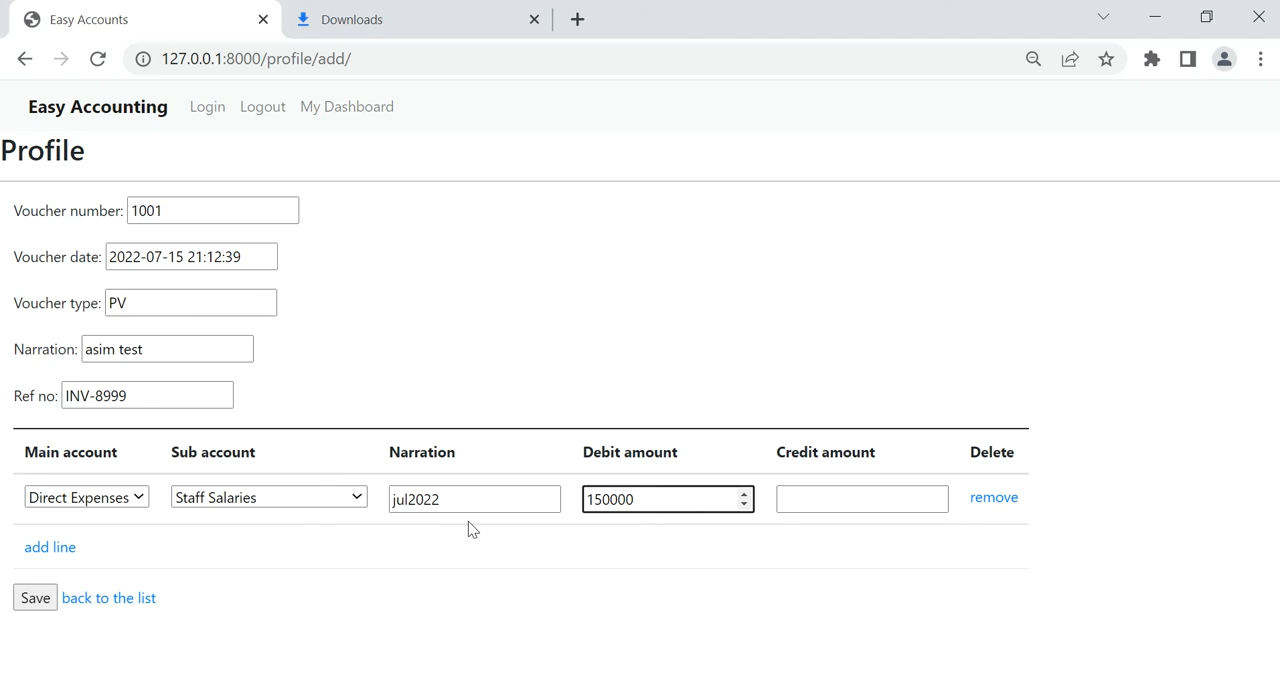 Easy Accounts
Downloads
127.0.0.1:8000/profile/add/
Easy Accounting Login Logout My Dashboard
Profile
Voucher number: 1001
Voucher date: 2022-07-15 21:12:39
Voucher type: PV
Narration: asim test
Ref no: INV-8999
Main account Sub account Narration Debit amount Credit amount Delete
Direct Expenses Staff Salaries jul2022 150000 remove
add line
Save back to the list